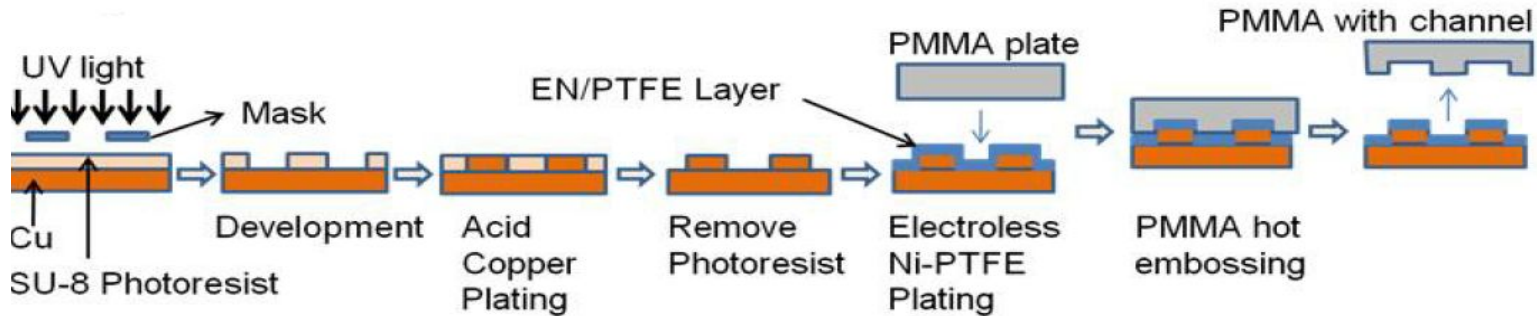 UV light
Mask
Cu
SU-8 Photoresist
Development
Acid
Copper
Plating
Remove
Photoresist
EN/PTFE Layer
PMMA plate
Electroless
Ni-PTFE
Plating
PMMA hot
embossing
PMMA with channel